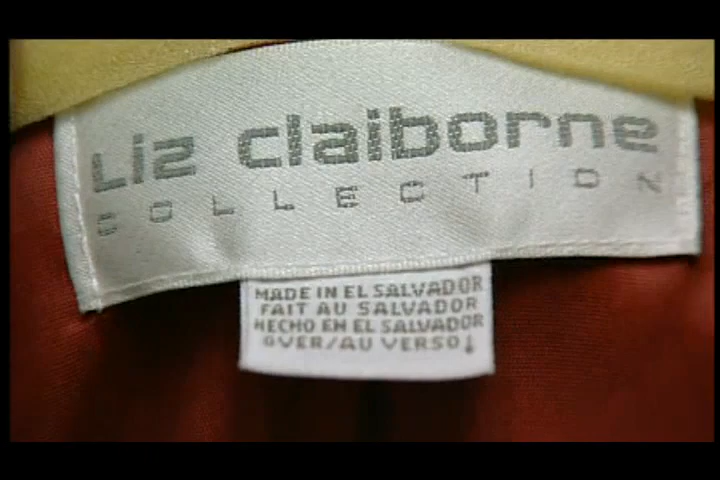 Liz claiborne
COLLECTION
MADE IN EL SALVADOR
FAIT AU SALVADOR
HECHO EN EL SALVADOR
OVER/AU VERSO↓